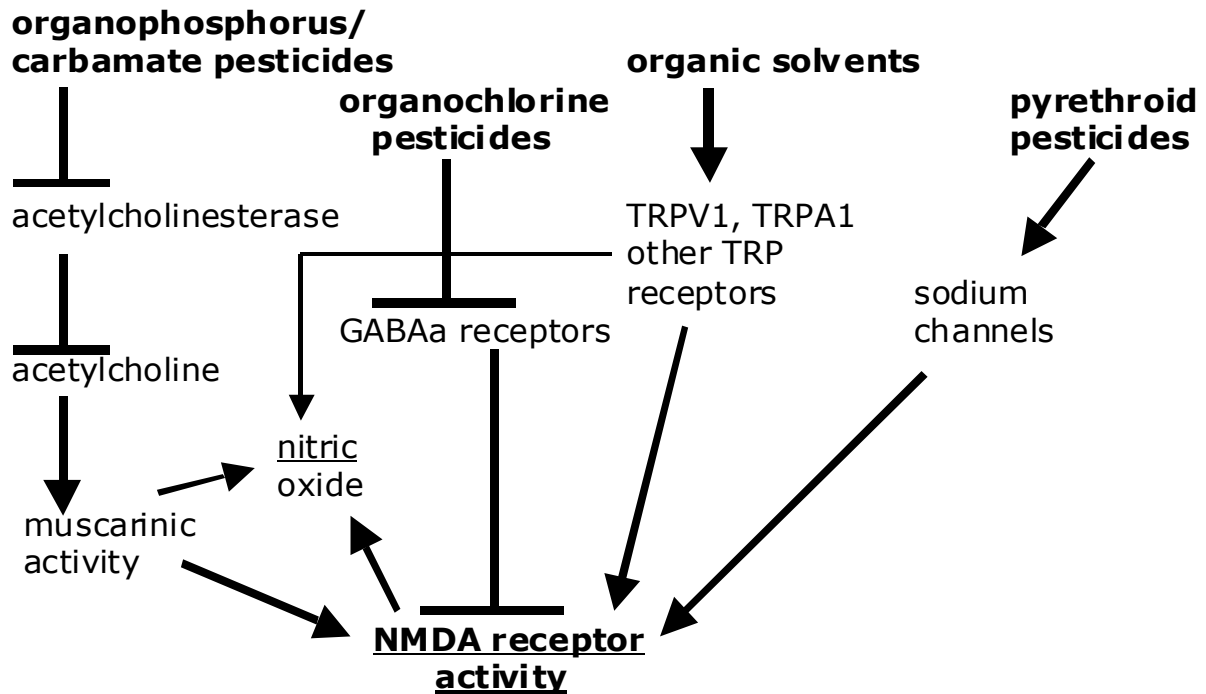 organophosphorus/
carbamate pesticides
organochlorine
pesticides
organic solvents
pyrethroid
pesticides
acetylcholinesterase
TRPV1, TRPA1
other TRP
receptors
sodium
channels
GABAa receptors
acetylcholine
nitric
oxide
muscarinic
activity
NMDA receptor
activity